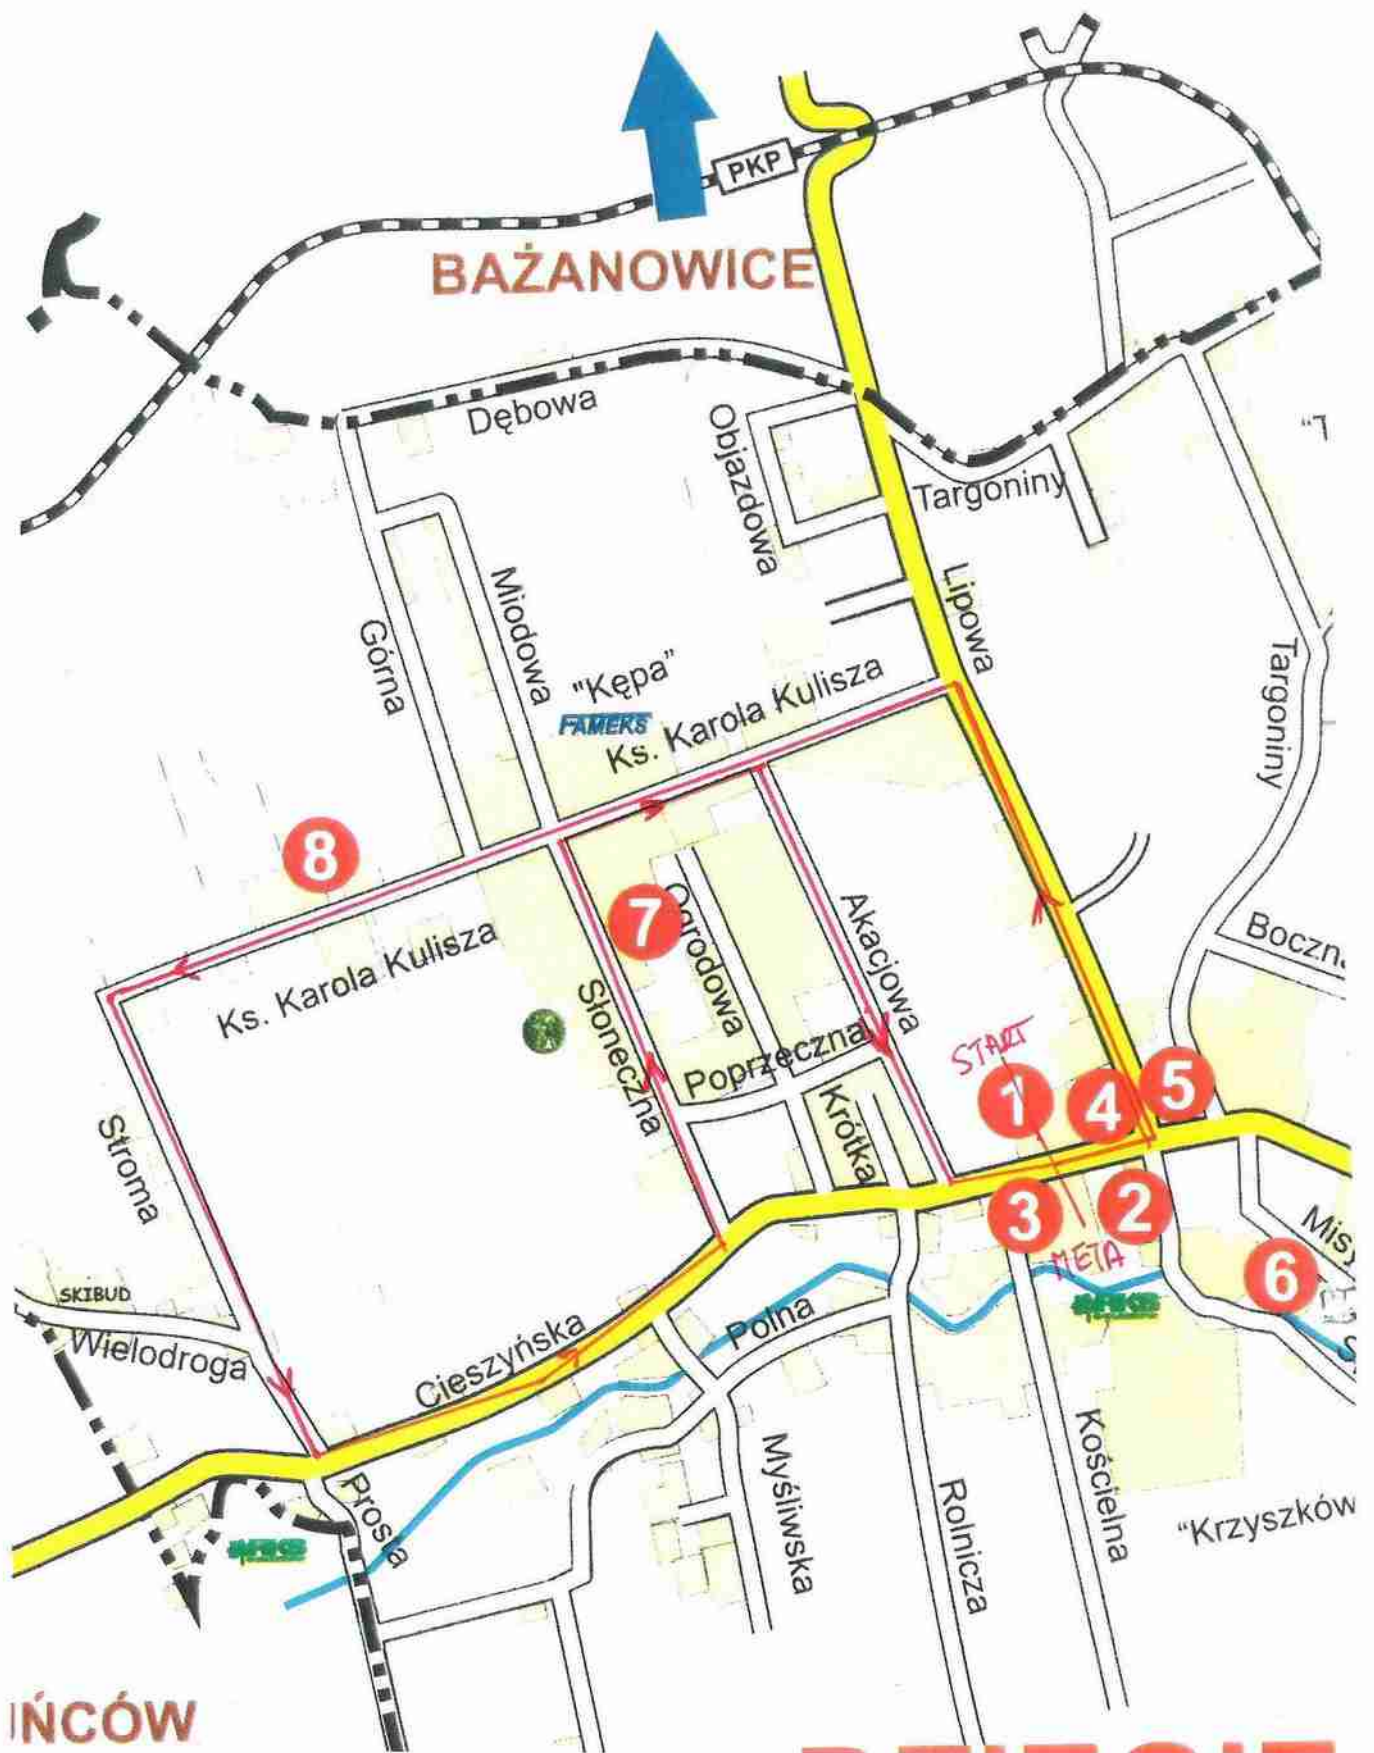 PKP
BAŻANOWICE
Dębowa
Objazdowa
"T
Targoniny
Lipowa
Miodowa
Górna
"Kępa"
FAMEKS
Ks. Karola Kulisza
Targoniny
8
7
Ogrodowa
Akacjowa
Boczn
Ks. Karola Kulisza
Słoneczna
START
Poprzeczna
1
4
5
Krótka
Stroma
3
2
META
Mis
6
SKIBUD
Wielodroga
Cieszyńska
Polna
Prosta
Myśliwska
Rolnicza
Kościelna
"Krzyszków
IŃCÓW